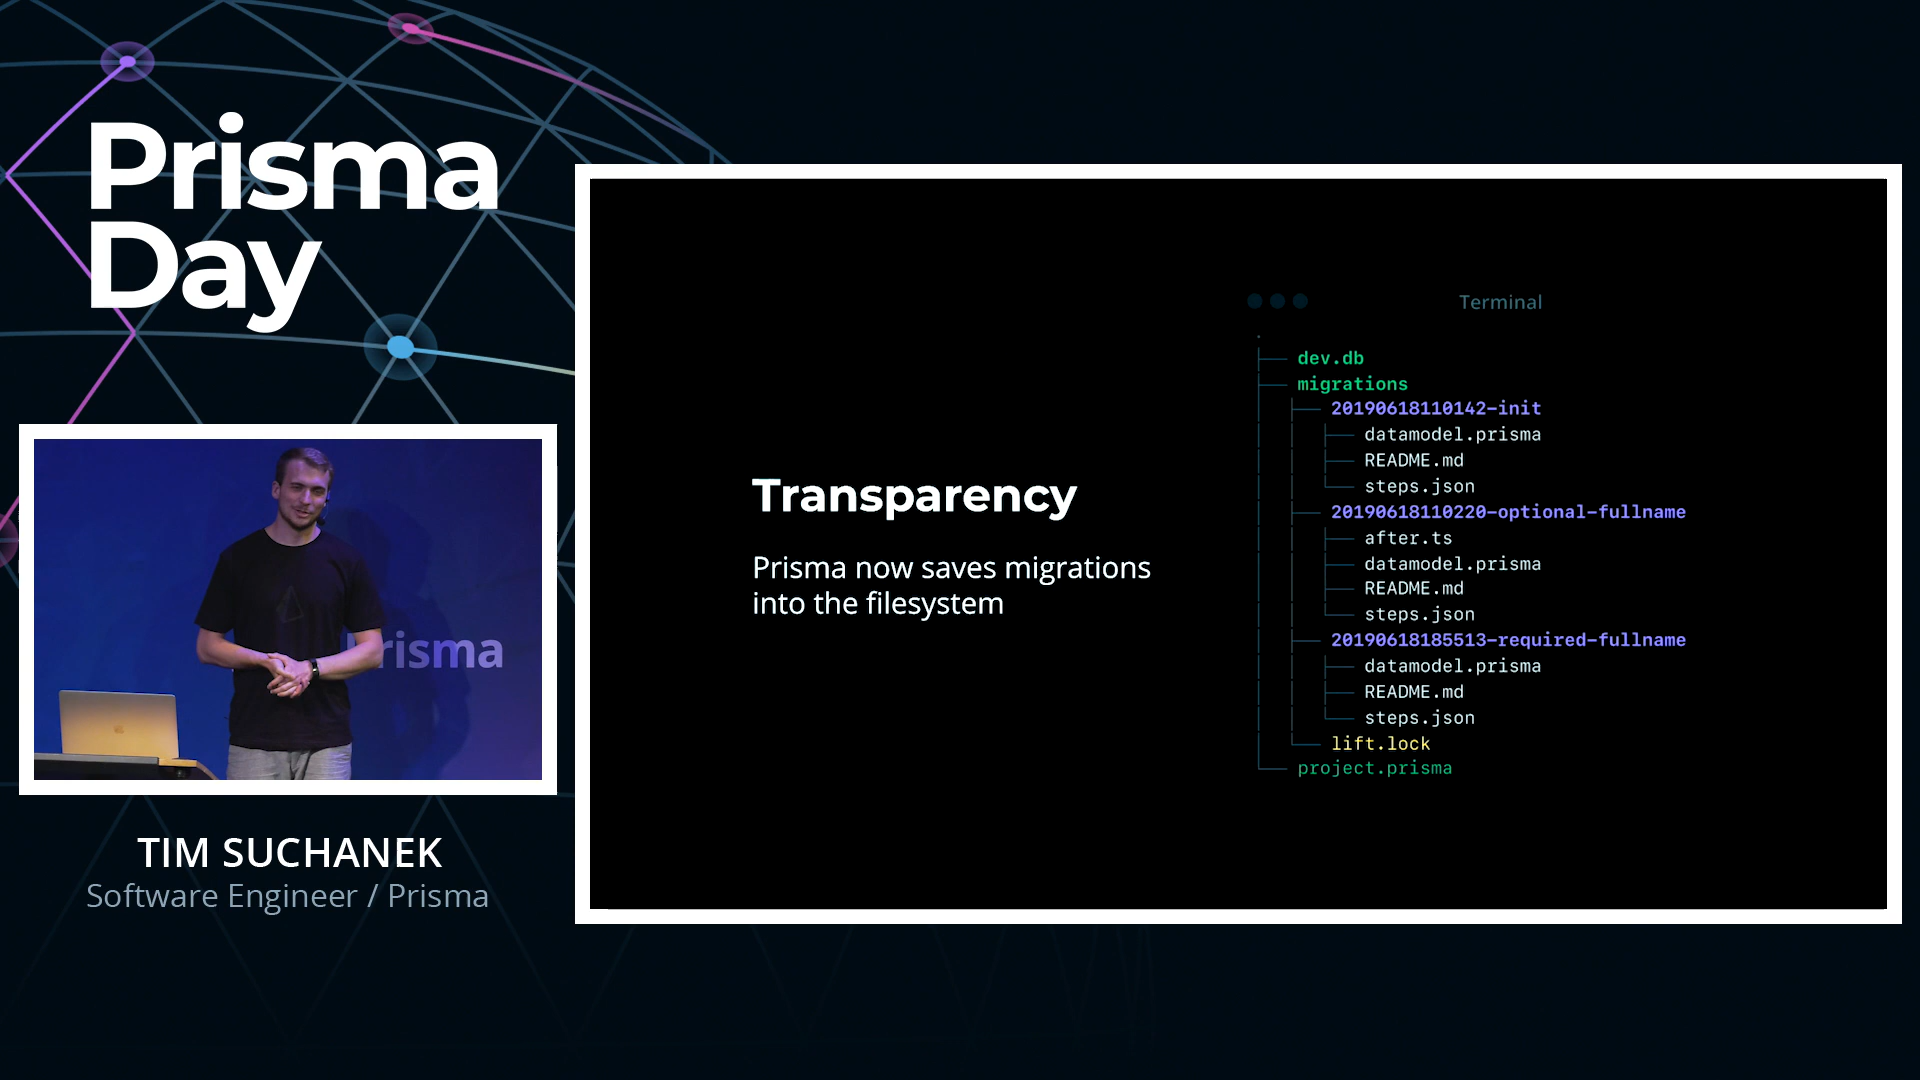 Prisma
Day
Prisma
TIM SUCHANEK
Software Engineer / Prisma
Transparency
Prisma now saves migrations
into the filesystem
Terminal
.
├── dev.db
├── migrations
│ ├── 20190618110142-init
│ │ ├── datamodel.prisma
│ │ ├── README.md
│ │ └── steps.json
│ ├── 20190618110220-optional-fullname
│ │ ├── after.ts
│ │ ├── datamodel.prisma
│ │ ├── README.md
│ │ └── steps.json
│ ├── 20190618185513-required-fullname
│ │ ├── datamodel.prisma
│ │ ├── README.md
│ │ └── steps.json
│ └── lift.lock
└── project.prisma